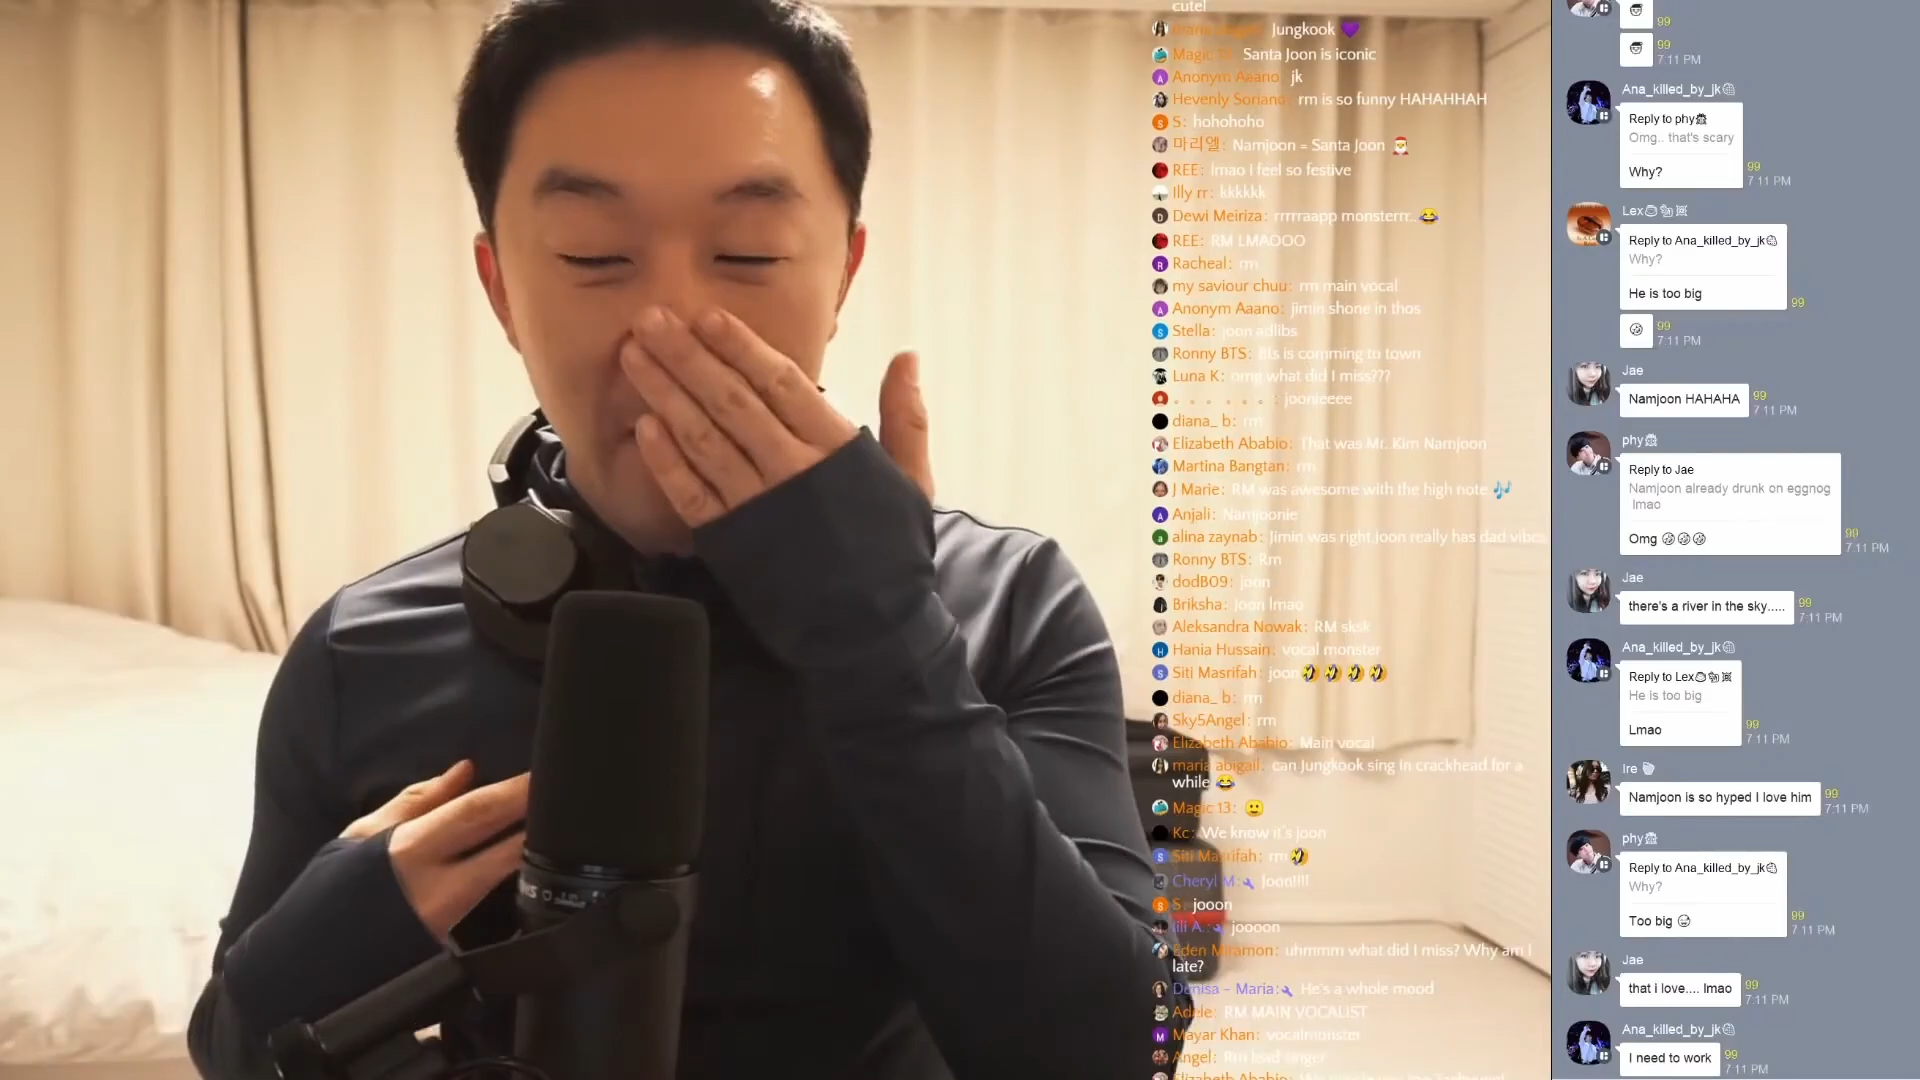 cute!
Jungkook 💜
Magic 13: Santa Joon is iconic
Anonym Aaano: jk
Hevenly Soriano: rm is so funny HAHAHHAH
S: hohohoho
마리엘: Namjoon = Santa Joon 🎅
REE: lmao I feel so festive
Illy rr: kkkkkk
Dewi Meiriza: rrrrraapp monsterrr.. 😂
REE: RM LMAOOO
Racheal: rm
my saviour chuu: rm main vocal
Anonym Aaano: jimin shone in thos
Stella: joon adlibs
Ronny BTS: Bts is comming to town
Luna K: omg what did I miss???
. . . . . . : joonieeee
diana_ b: rm
Elizabeth Ababio: That was Mr. Kim Namjoon
Martina Bangtan: rm
J Marie: RM was awesome with the high note 🎶
Anjali: Namjoonie
alina zaynab: Jimin was right Joon really has dad vibes
Ronny BTS: Rm
dodB09: joon
Briksha: Joon lmao
Aleksandra Nowak: RM sksk
Hania Hussain: vocal monster
Siti Masrifah: joon🤣🤣🤣🤣
diana_ b: rm
Sky5Angel: rm
Elizabeth Ababio: Main vocal
maria abigail: can Jungkook sing in crackhead for a
while 😂
Magic 13: 🙂
Kc: We know it's joon
Siti Masrifah: rm🤣
Cheryl M: Joon!!!!
S: jooon
lili A.: joooon
Eden Miramon: uhmmm what did I miss? Why am I
late?
Denisa - Maria: He's a whole mood
Adele: RM MAIN VOCALIST
Mayar Khan: vocalmonster
Angel: Rm lead singer
Elizabeth Ababio:
99
99
7:11 PM
Ana_killed_by_jk
Reply to phy
Omg.. that's scary
Why?
99
7:11 PM
Lex
Reply to Ana_killed_by_jk
Why?
He is too big
99
99
7:11 PM
Jae
Namjoon HAHAHA
99
7:11 PM
phy
Reply to Jae
Namjoon already drunk on eggnog
lmao
Omg
99
7:11 PM
Jae
there's a river in the sky.....
99
7:11 PM
Ana_killed_by_jk
Reply to Lex
He is too big
Lmao
99
7:11 PM
Ire
Namjoon is so hyped I love him
99
7:11 PM
phy
Reply to Ana_killed_by_jk
Why?
Too big
99
7:11 PM
Jae
that i love.... lmao
99
7:11 PM
Ana_killed_by_jk
I need to work
99
7:11 PM